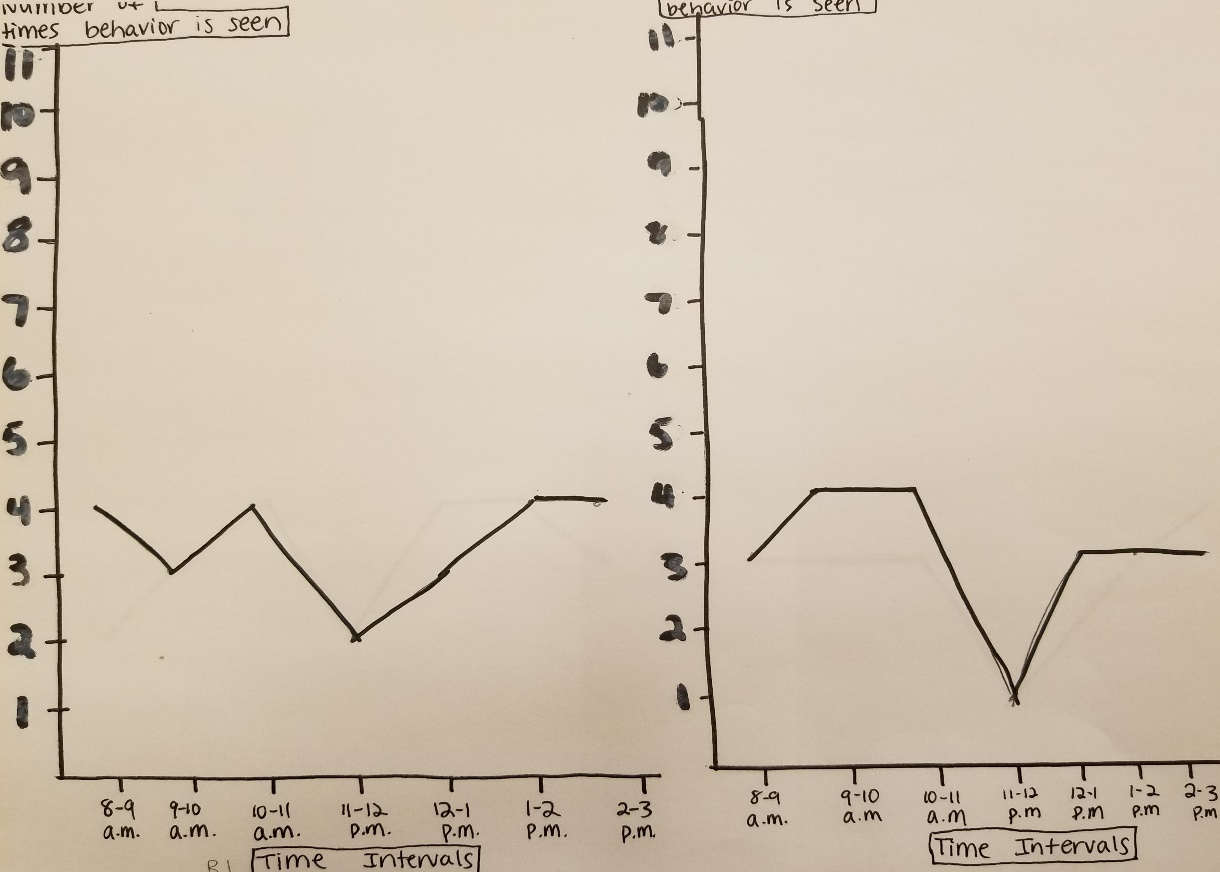 Number of
times behavior is seen
11
10
9
8
7
6
5
4
3
2
1
8-9 9-10 10-11 11-12 12-1 1-2 2-3
a.m. a.m. a.m. p.m. p.m. p.m. p.m.
Time Intervals
behavior is seen
11
10
9
8
7
6
5
4
3
2
1
8-9 9-10 10-11 11-12 12-1 1-2 2-3
a.m. a.m a.m p.m p.m p.m p.m
Time Intervals